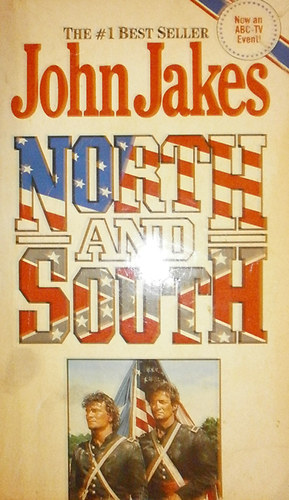 THE #1 BEST SELLER
Now an
ABC-TV
Event!
John Jakes
NORTH
AND
SOUTH